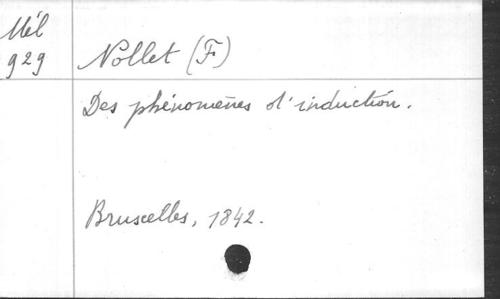 Mél
929
Nollet (F)
Des phénomènes d'induction.
Bruxelles, 1842.